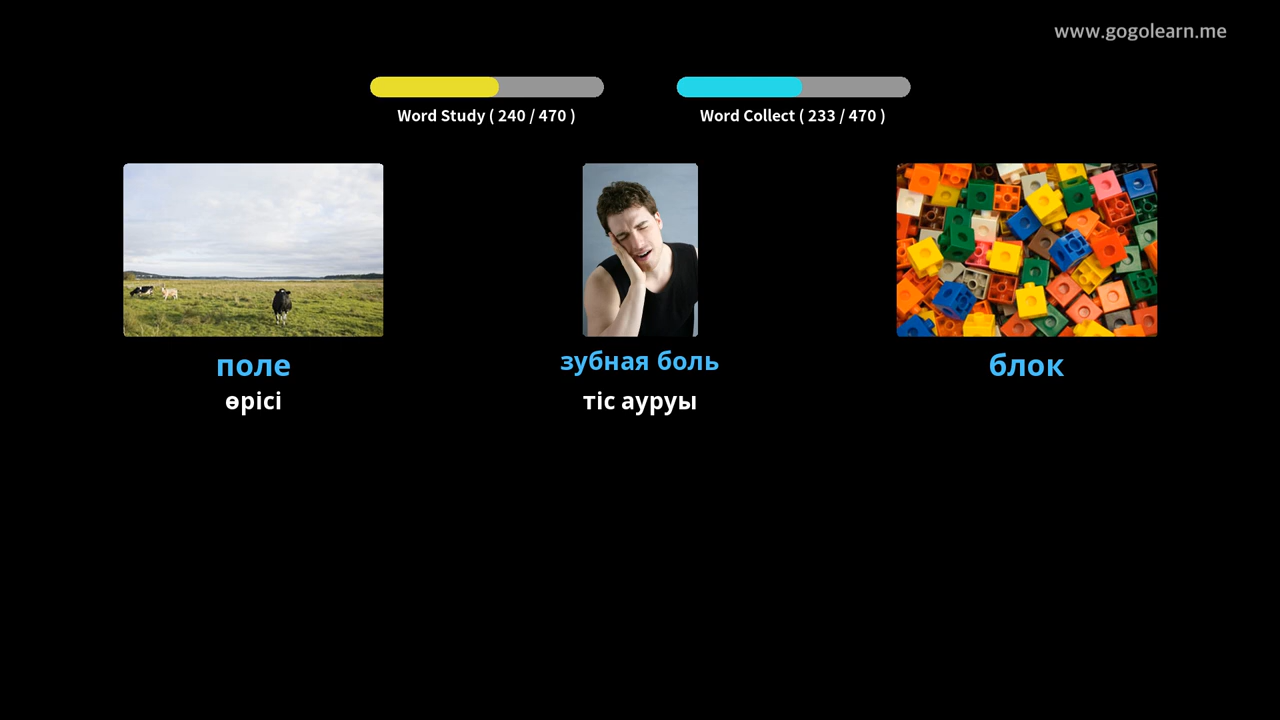 www.gogolearn.me
Word Study ( 240 / 470 )
Word Collect ( 233 / 470 )
поле
зубная боль
блок
өрісі
тіс ауруы